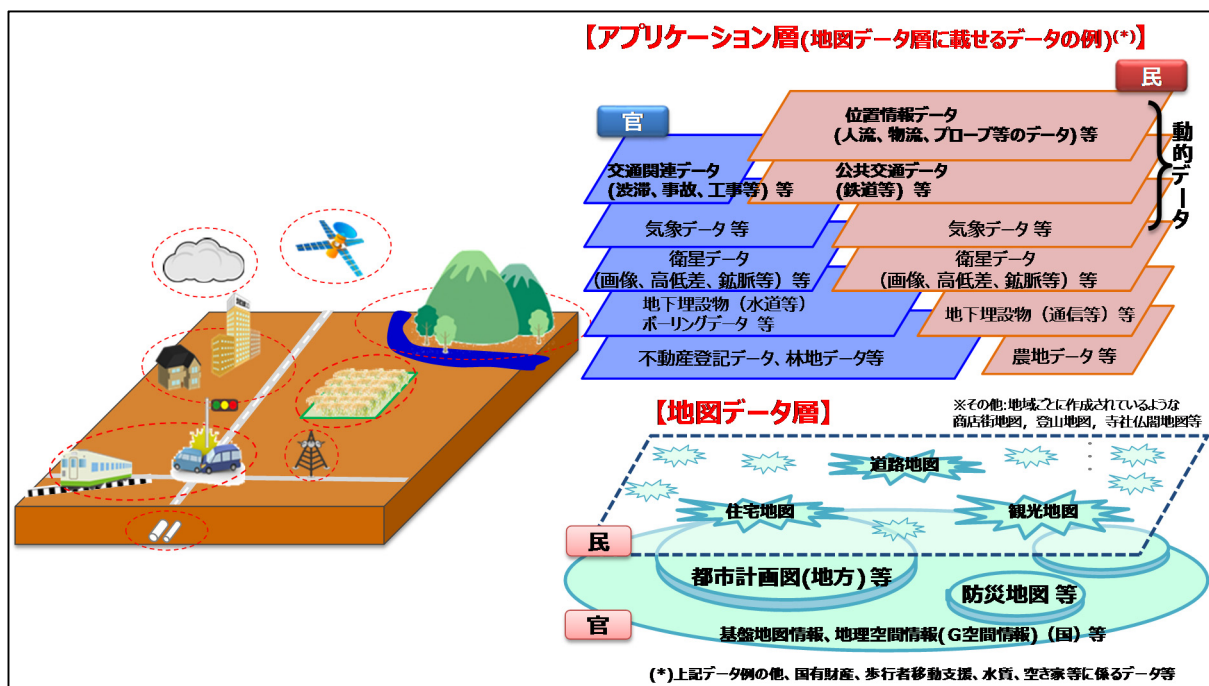 【アプリケーション層(地図データ層に載せるデータの例)(*)】
民
官
位置情報データ
(人流、物流、プローブ等のデータ)等
動的データ
交通関連データ
(渋滞、事故、工事等)等
公共交通データ
(鉄道等)等
気象データ 等
気象データ 等
衛星データ
(画像、高低差、鉱脈等)等
衛星データ
(画像、高低差、鉱脈等)等
地下埋設物（水道等）
ボーリングデータ 等
地下埋設物（通信等）等
不動産登記データ、林地データ等
農地データ 等
【地図データ層】
※その他:地域ごとに作成されているような
商店街地図，登山地図，寺社仏閣地図等
道路地図
住宅地図
観光地図
民
都市計画図(地方)等
防災地図 等
官
基盤地図情報、地理空間情報(G空間情報)（国）等
(*)上記データ例の他、国有財産、歩行者移動支援、水質、空き家等に係るデータ等